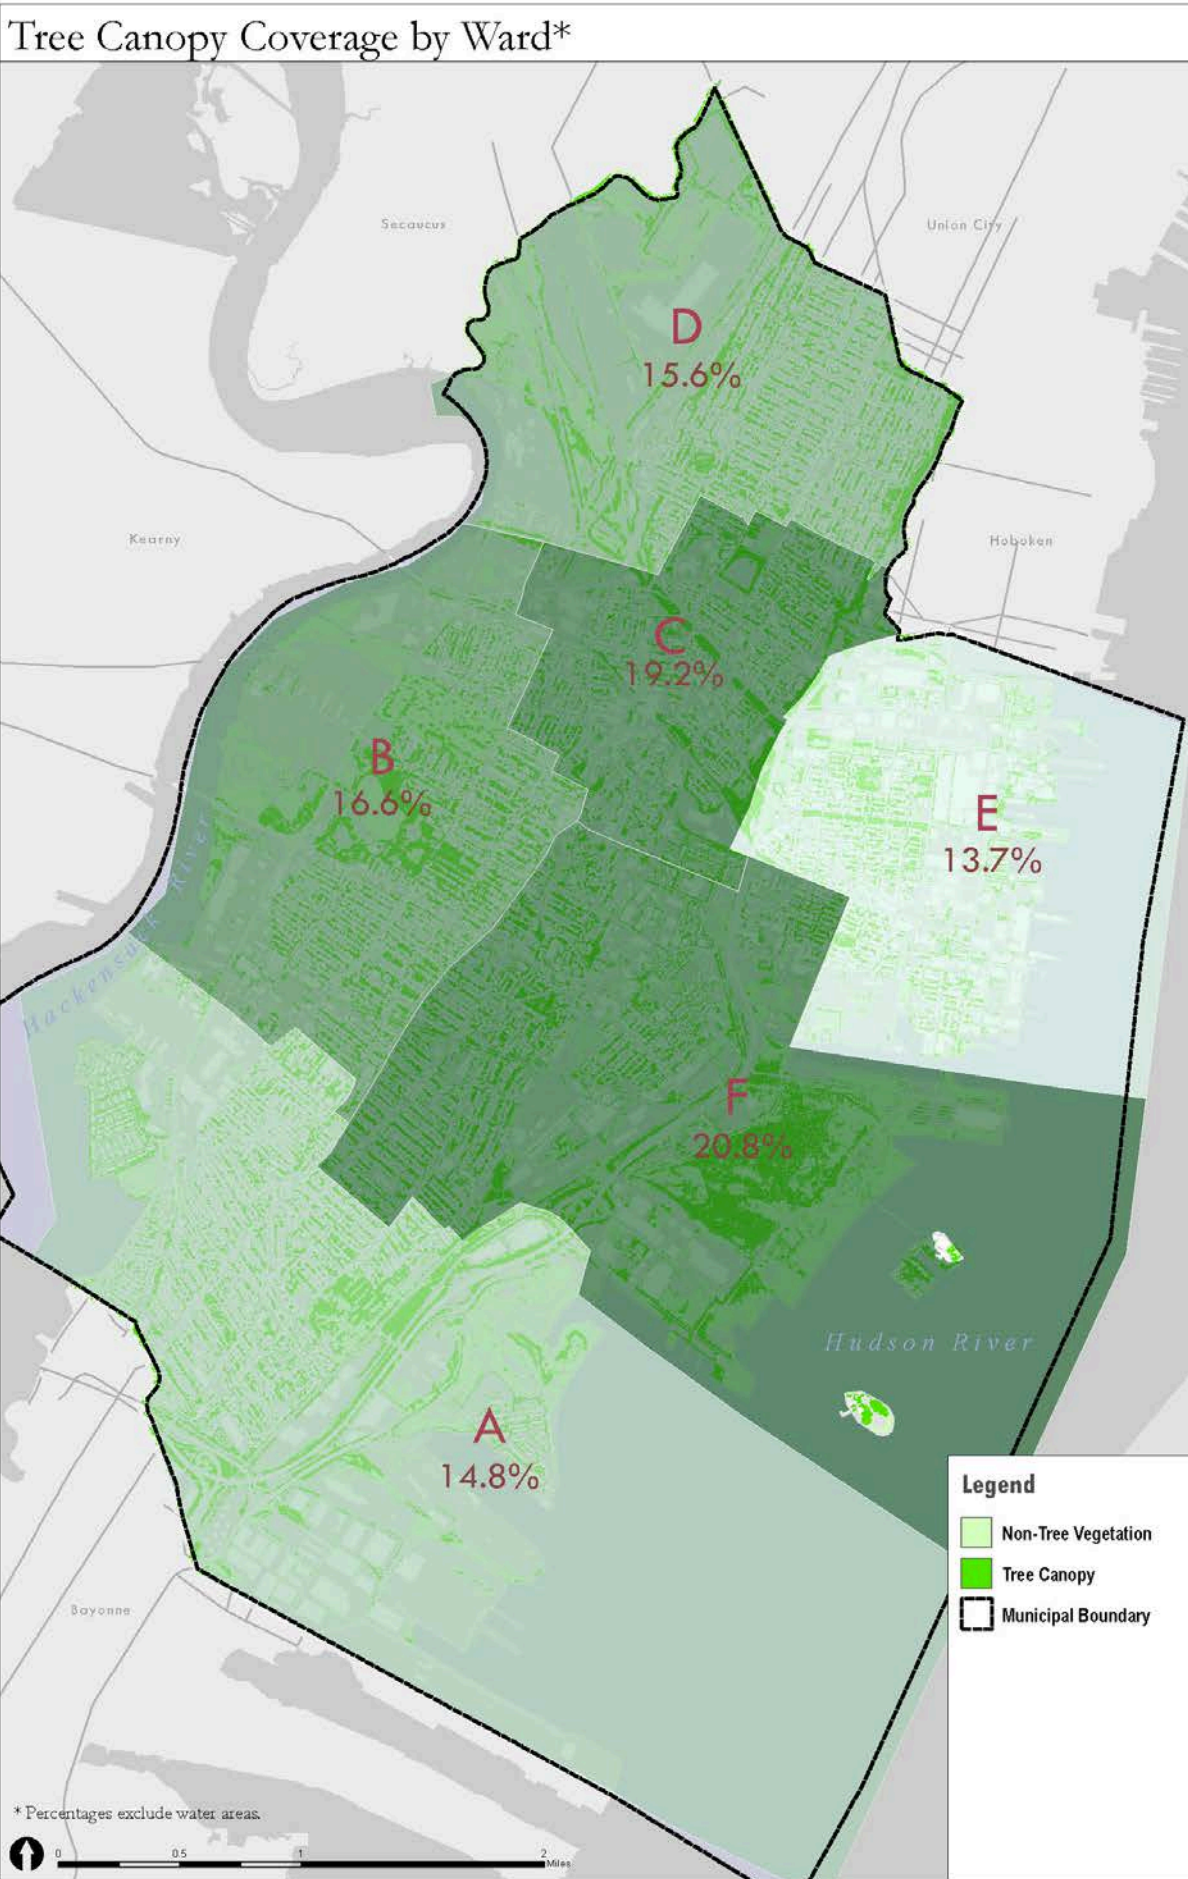 Tree Canopy Coverage by Ward*
Secaucus
Union City
D
15.6%
Kearny
Hoboken
C
19.2%
B
16.6%
E
13.7%
Hackensack River
F
20.8%
Hudson River
A
14.8%
Legend
Non-Tree Vegetation
Tree Canopy
Municipal Boundary
Bayonne
* Percentages exclude water areas.
0 0.5 1 2 Miles